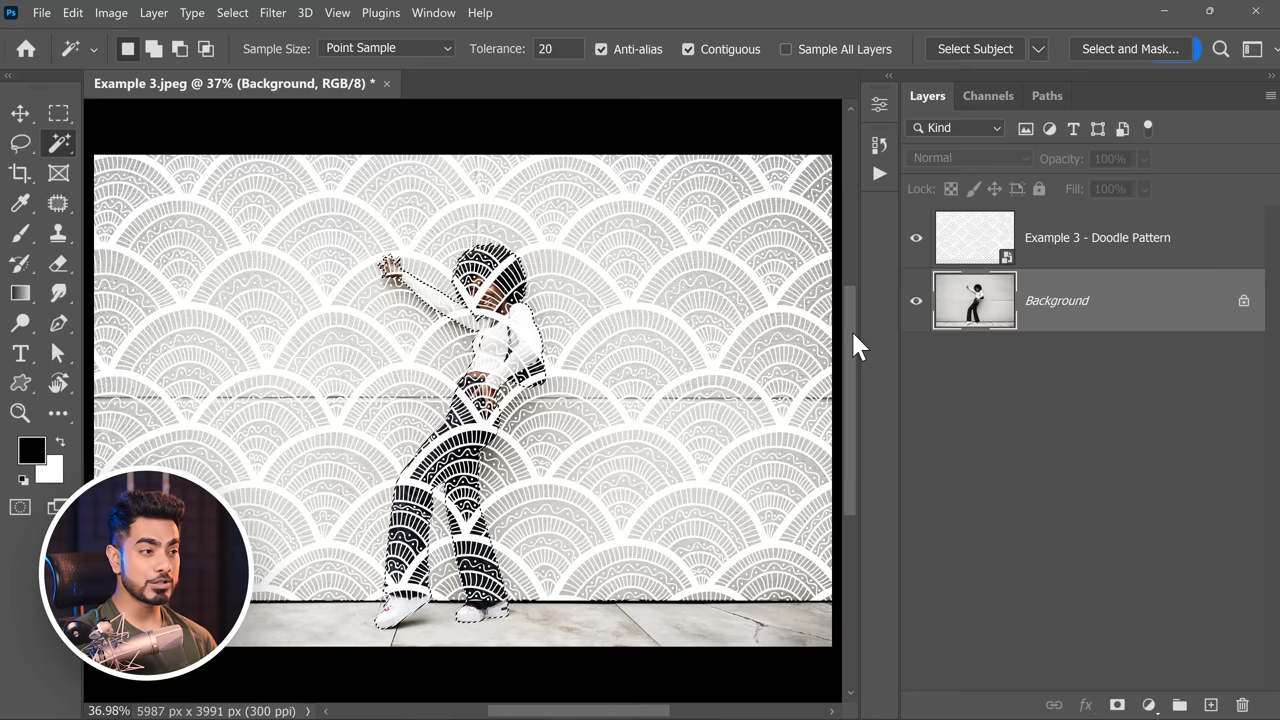 Ps File Edit Image Layer Type Select Filter 3D View Plugins Window Help
Sample Size: Point Sample Tolerance: 20 Anti-alias Contiguous Sample All Layers Select Subject Select and Mask...
Example 3.jpeg @ 37% (Background, RGB/8) * ×
Layers Channels Paths
Kind
Normal Opacity: 100%
Lock: Fill: 100%
Example 3 - Doodle Pattern
Background
36.98% 5987 px x 3991 px (300 ppi)